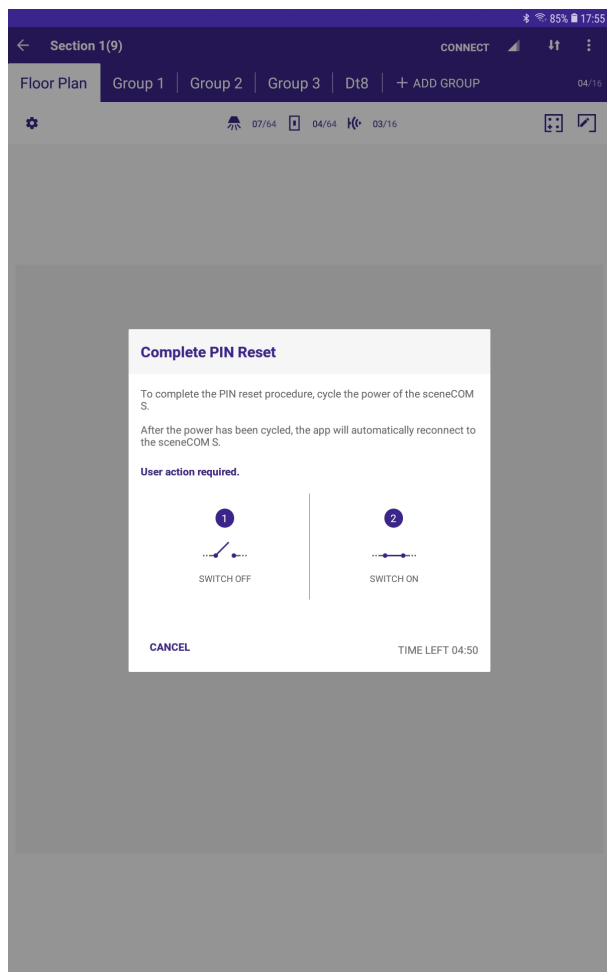 85% 17:55
Section 1(9) CONNECT
Floor Plan Group 1 Group 2 Group 3 Dt8 + ADD GROUP 04/16
07/64 04/64 03/16
Complete PIN Reset
To complete the PIN reset procedure, cycle the power of the sceneCOM
S.
After the power has been cycled, the app will automatically reconnect to
the sceneCOM S.
User action required.
1 2
SWITCH OFF SWITCH ON
CANCEL TIME LEFT 04:50